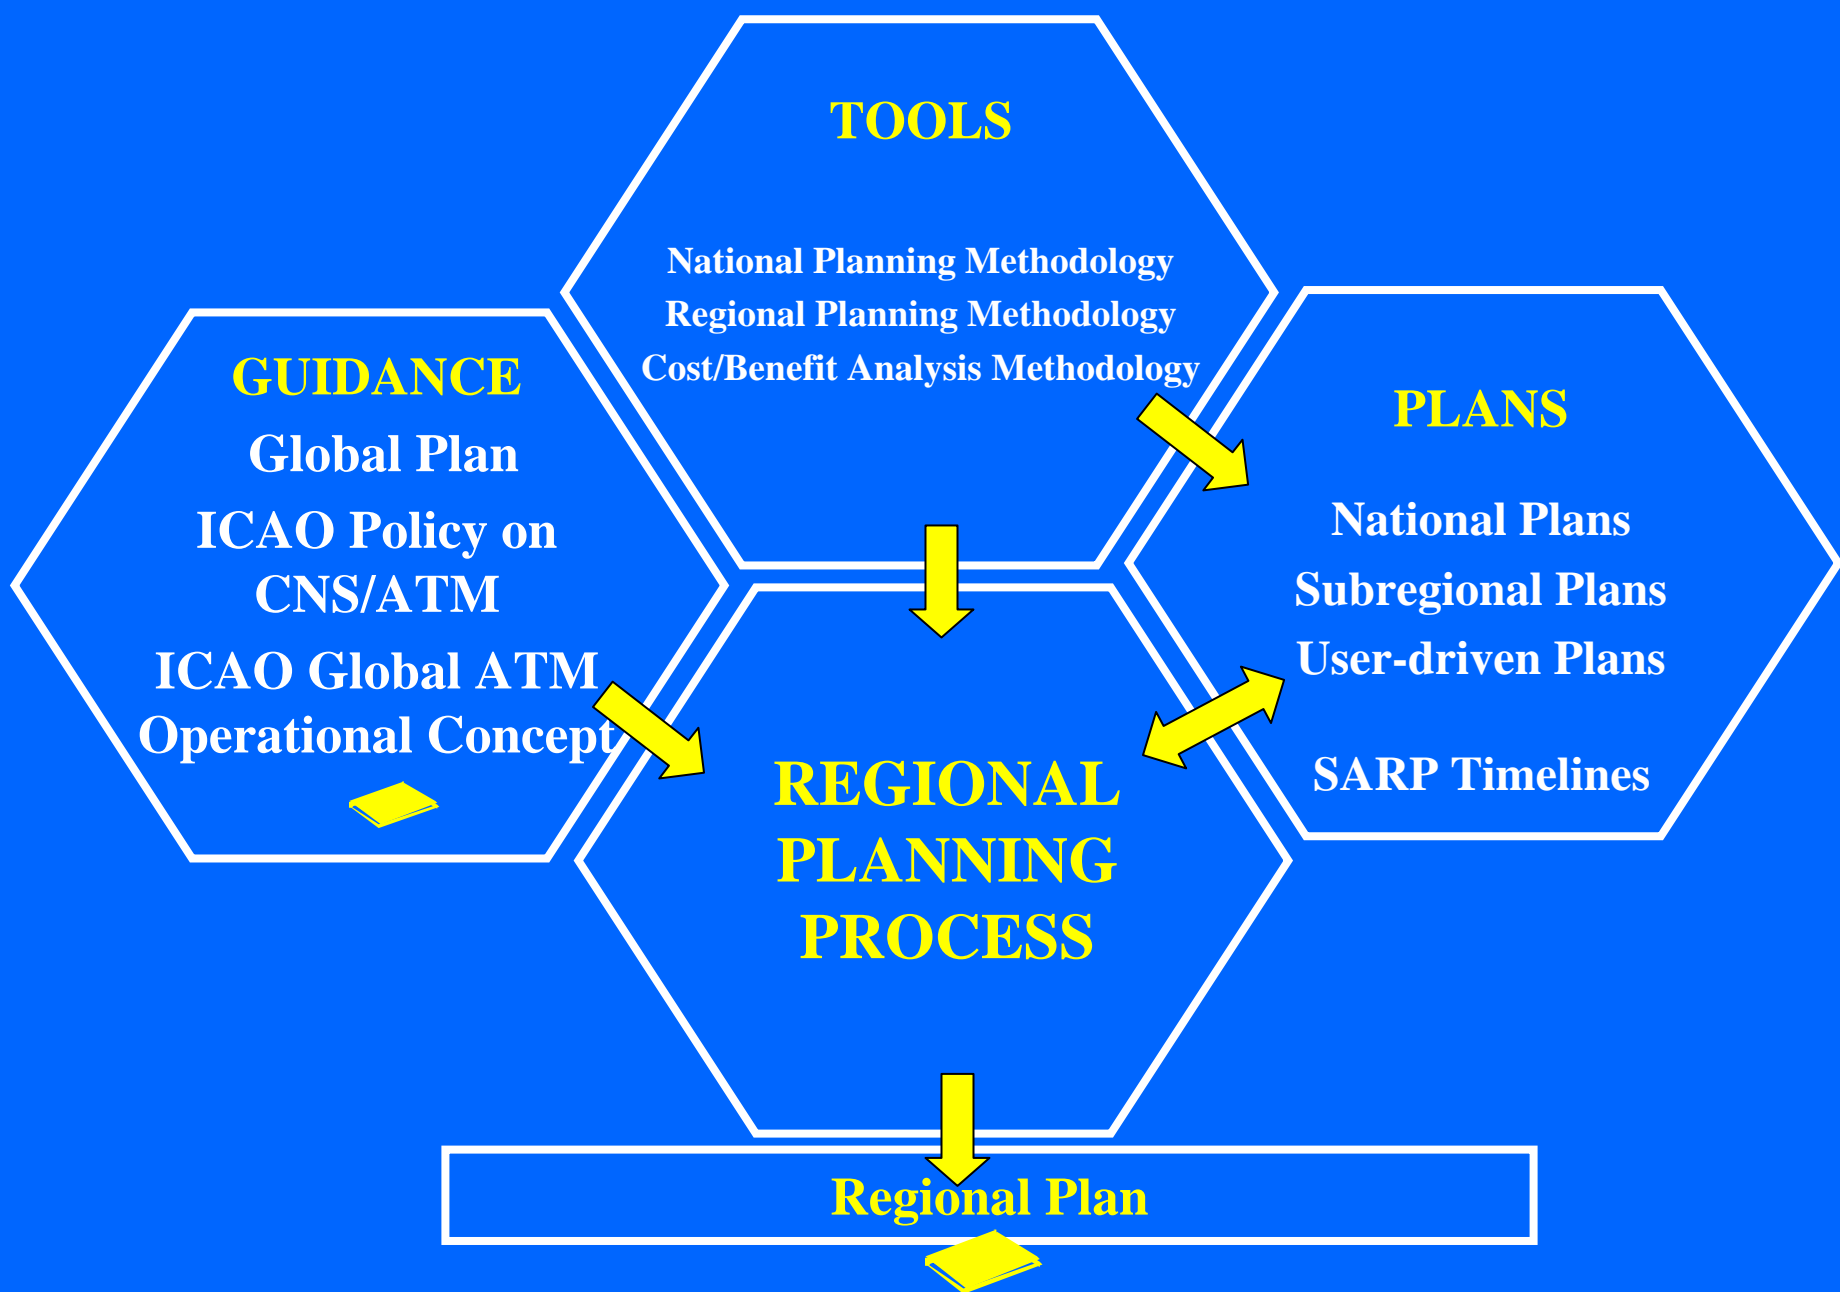 TOOLS
National Planning Methodology
Regional Planning Methodology
Cost/Benefit Analysis Methodology
GUIDANCE
Global Plan
ICAO Policy on
CNS/ATM
ICAO Global ATM
Operational Concept
PLANS
National Plans
Subregional Plans
User-driven Plans
SARP Timelines
REGIONAL
PLANNING
PROCESS
Regional Plan